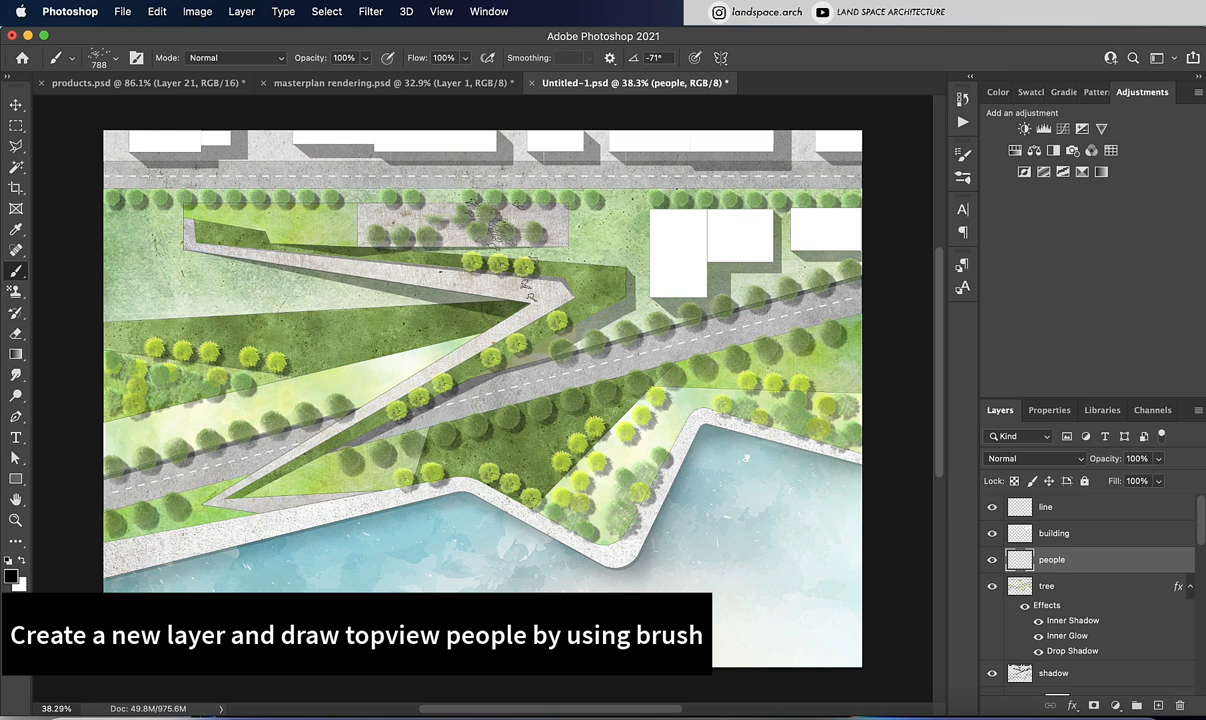 Photoshop File Edit Image Layer Type Select Filter 3D View Window
landspace.arch LAND SPACE ARCHITECTURE
Adobe Photoshop 2021
788 Mode: Normal Opacity: 100% Flow: 100% Smoothing: -71°
products.psd @ 86.1% (Layer 21, RGB/16) * masterplan rendering.psd @ 32.9% (Layer 1, RGB/8) * Untitled-1.psd @ 38.3% (people, RGB/8) *
Color Swatcl Gradie Patter Adjustments
Add an adjustment
Layers Properties Libraries Channels
Kind
Normal Opacity: 100%
Lock: Fill: 100%
line
building
people
tree fx
Effects
Inner Shadow
Inner Glow
Drop Shadow
shadow
Create a new layer and draw topview people by using brush
38.29% Doc: 49.8M/975.6M